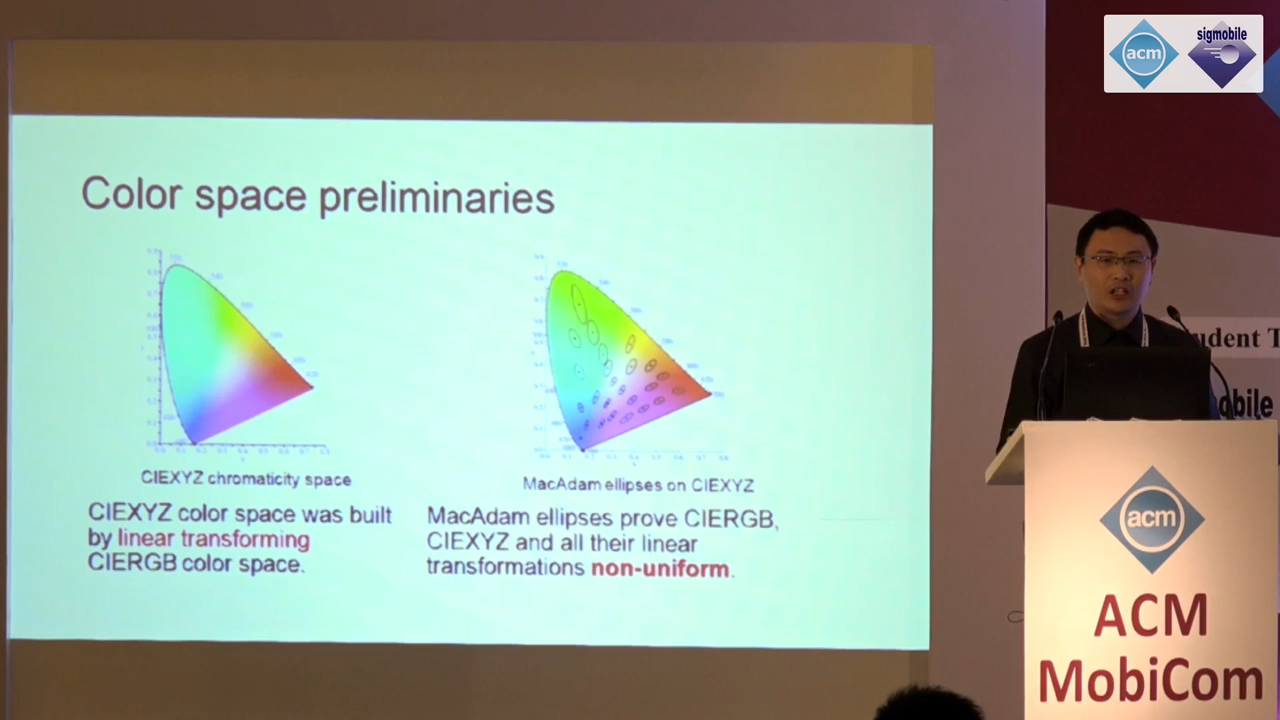 acm
sigmobile
Color space preliminaries
CIEXYZ chromaticity space
MacAdam ellipses on CIEXYZ
CIEXYZ color space was built
by linear transforming
CIERGB color space.
MacAdam ellipses prove CIERGB,
CIEXYZ and all their linear
transformations non-uniform.
udent T
obile
acm
ACM
MobiCom